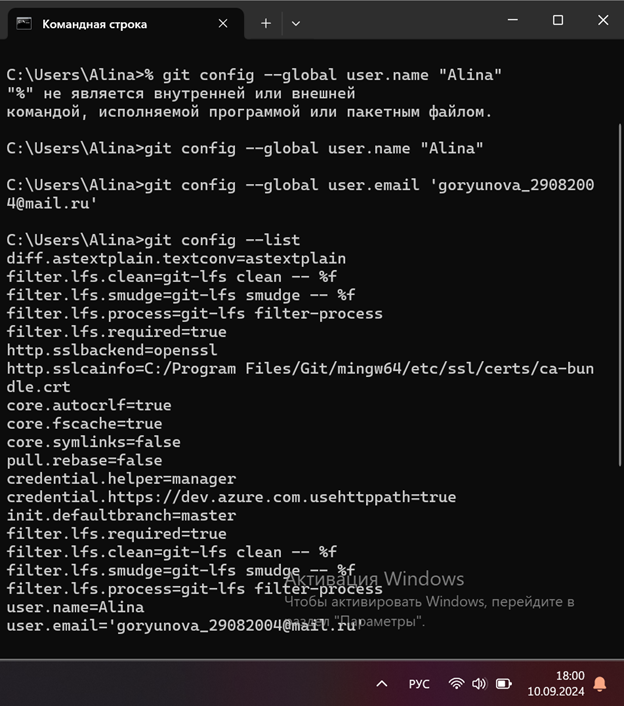 Командная строка
C:\Users\Alina>% git config --global user.name "Alina"
"%" не является внутренней или внешней
командой, исполняемой программой или пакетным файлом.
C:\Users\Alina>git config --global user.name "Alina"
C:\Users\Alina>git config --global user.email 'goryunova_2908200
4@mail.ru'
C:\Users\Alina>git config --list
diff.astextplain.textconv=astextplain
filter.lfs.clean=git-lfs clean -- %f
filter.lfs.smudge=git-lfs smudge -- %f
filter.lfs.process=git-lfs filter-process
filter.lfs.required=true
http.sslbackend=openssl
http.sslcainfo=C:/Program Files/Git/mingw64/etc/ssl/certs/ca-bun
dle.crt
core.autocrlf=true
core.fscache=true
core.symlinks=false
pull.rebase=false
credential.helper=manager
credential.https://dev.azure.com.usehttppath=true
init.defaultbranch=master
filter.lfs.required=true
filter.lfs.clean=git-lfs clean -- %f
filter.lfs.smudge=git-lfs smudge -- %f
filter.lfs.process=git-lfs filter-process
user.name=Alina
user.email='goryunova_29082004@mail.ru'
Активация Windows
Чтобы активировать Windows, перейдите в
раздел "Параметры".
РУС
18:00
10.09.2024